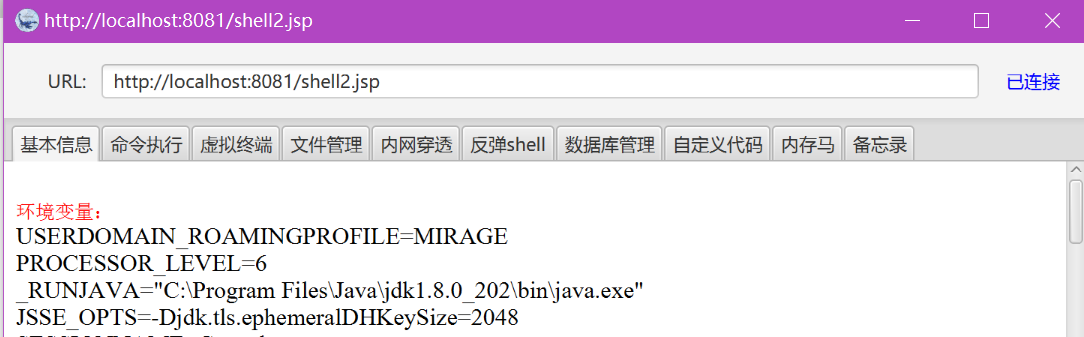 http://localhost:8081/shell2.jsp
URL: http://localhost:8081/shell2.jsp 已连接
基本信息 命令执行 虚拟终端 文件管理 内网穿透 反弹shell 数据库管理 自定义代码 内存马 备忘录
环境变量:
USERDOMAIN_ROAMINGPROFILE=MIRAGE
PROCESSOR_LEVEL=6
_RUNJAVA="C:\Program Files\Java\jdk1.8.0_202\bin\java.exe"
JSSE_OPTS=-Djdk.tls.ephemeralDHKeySize=2048